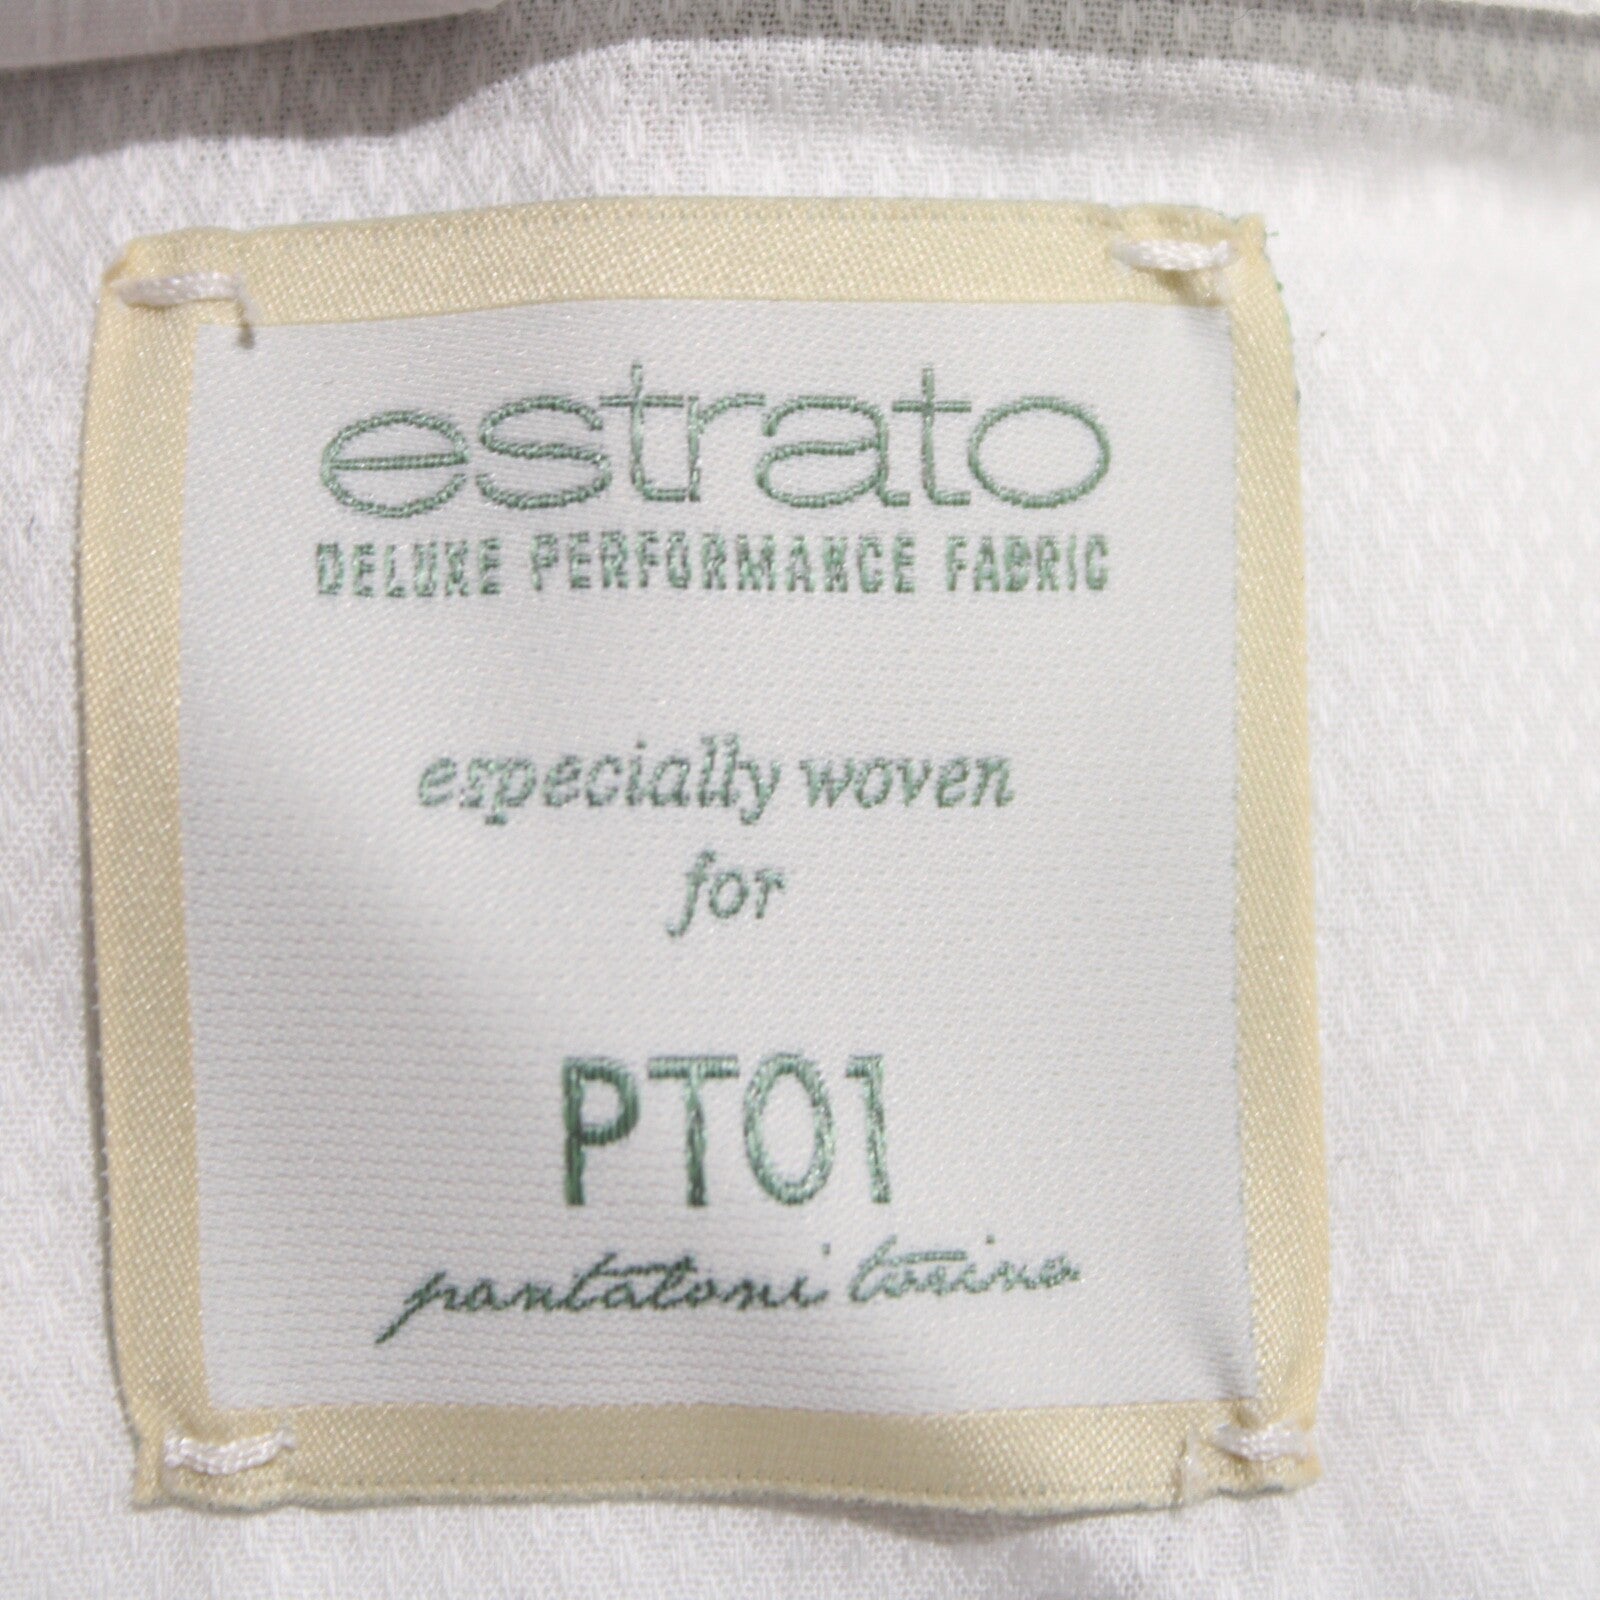 estrato
DELUXE PERFORMANCE FABRIC
especially woven
for
PT01
pantaloni torino